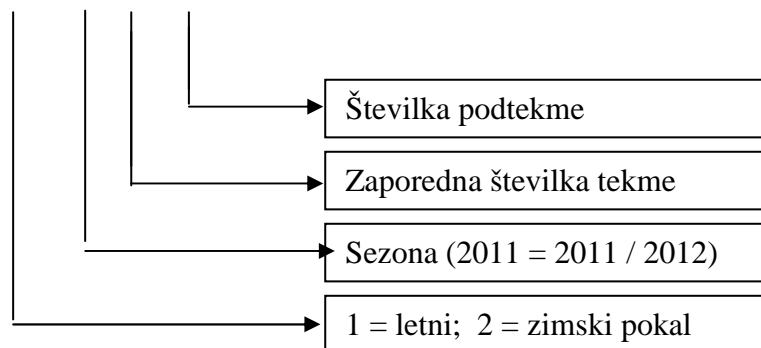 Številka podtekme
Zaporedna številka tekme
Sezona (2011 = 2011 / 2012)
1 = letni; 2 = zimski pokal